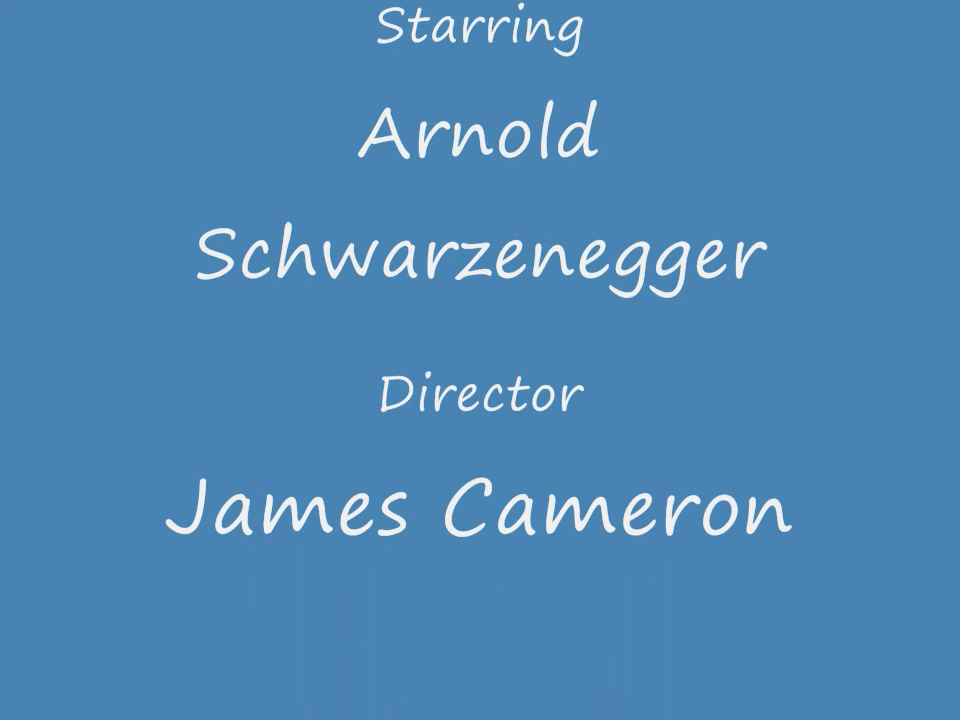 Starring
Arnold
Schwarzenegger
Director
James Cameron